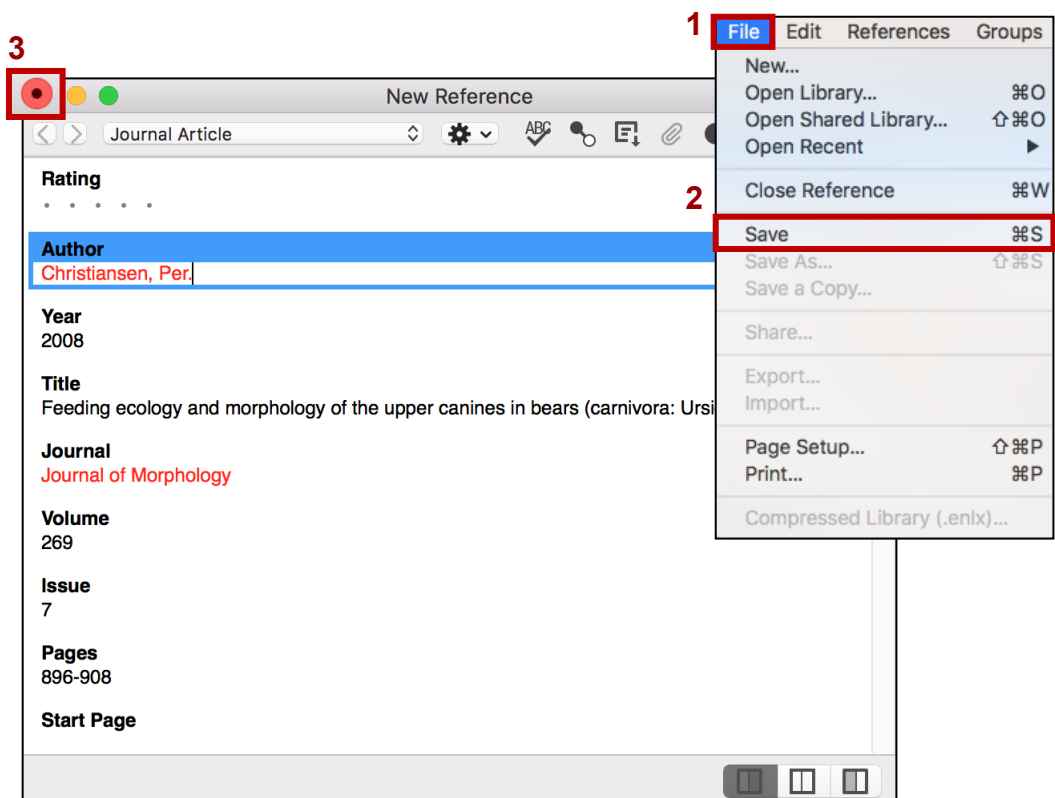 1
File Edit References Groups
3
New...
Open Library... ⌘O
Open Shared Library... ⇧⌘O
Open Recent ▶
Close Reference ⌘W
2
Save ⌘S
Save As... ⇧⌘S
Save a Copy...
Share...
Export...
Import...
Page Setup... ⇧⌘P
Print... ⌘P
Compressed Library (.enlx)...
New Reference
Journal Article
ABC
Rating
Author
Christiansen, Per.
Year
2008
Title
Feeding ecology and morphology of the upper canines in bears (carnivora: Ursi
Journal
Journal of Morphology
Volume
269
Issue
7
Pages
896-908
Start Page